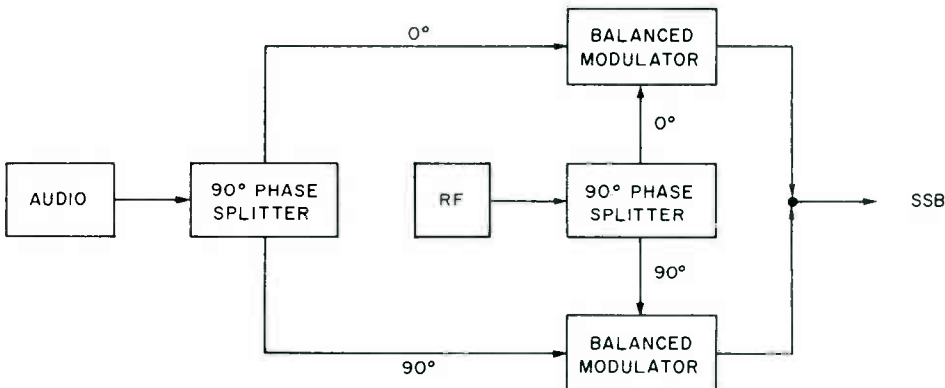 0°
BALANCED
MODULATOR
0°
AUDIO
90° PHASE
SPLITTER
RF
90° PHASE
SPLITTER
SSB
90°
90°
BALANCED
MODULATOR